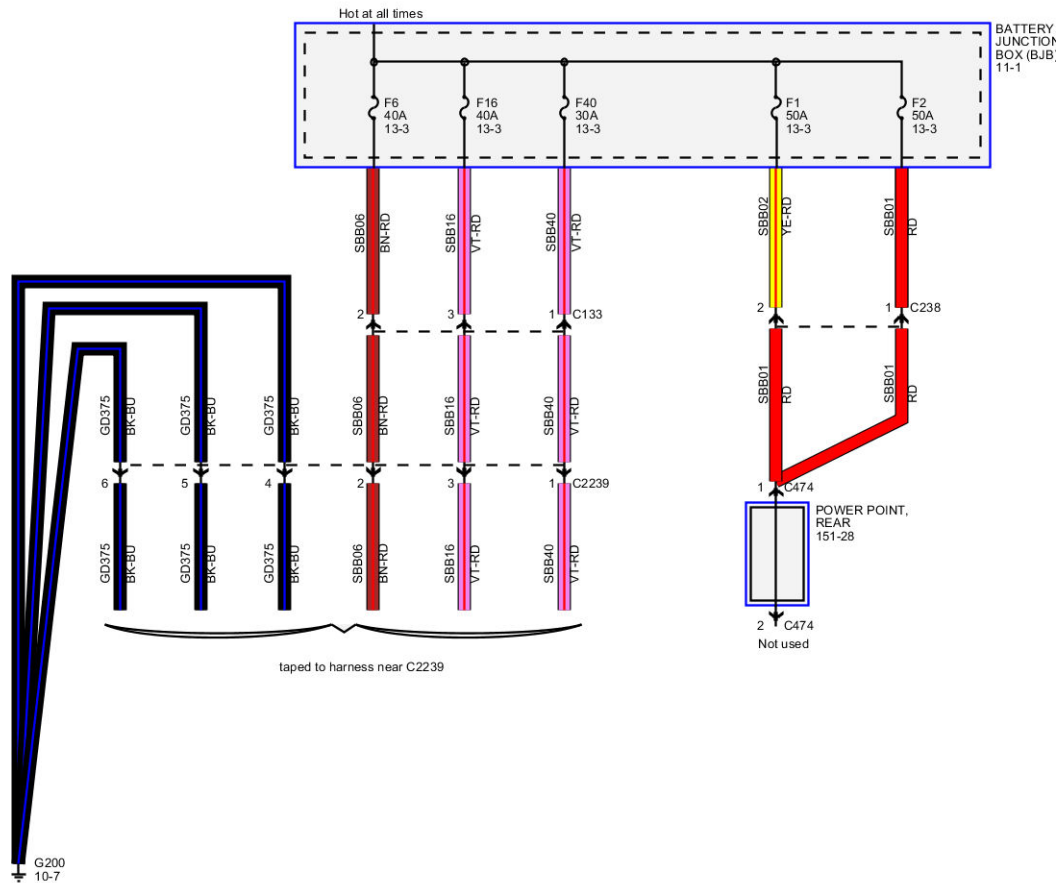 Hot at all times
BATTERY
JUNCTION
BOX (BJB)
11-1
F6
40A
13-3
F16
40A
13-3
F40
30A
13-3
F1
50A
13-3
F2
50A
13-3
SBB06
BN-RD
SBB16
VT-RD
SBB40
VT-RD
SBB02
YE-RD
SBB01
RD
2
3
1 C133
2
1 C238
GD375
BK-BU
GD375
BK-BU
GD375
BK-BU
SBB06
BN-RD
SBB16
VT-RD
SBB40
VT-RD
SBB01
RD
SBB01
RD
6
5
4
2
3
1 C2239
1 C474
POWER POINT,
REAR
151-28
GD375
BK-BU
GD375
BK-BU
GD375
BK-BU
SBB06
BN-RD
SBB16
VT-RD
SBB40
VT-RD
2 C474
Not used
taped to harness near C2239
G200
10-7